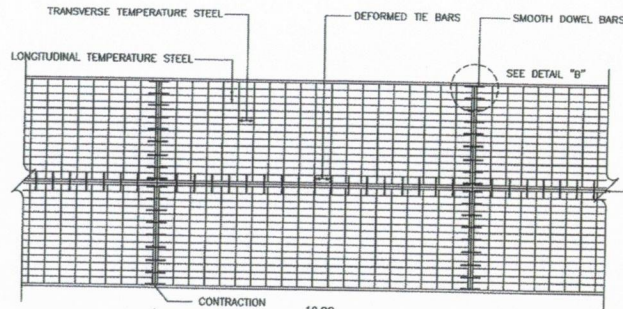 TRANSVERSE TEMPERATURE STEEL
DEFORMED TIE BARS
SMOOTH DOWEL BARS
LONGITUDINAL TEMPERATURE STEEL
SEE DETAIL "B"
CONTRACTION